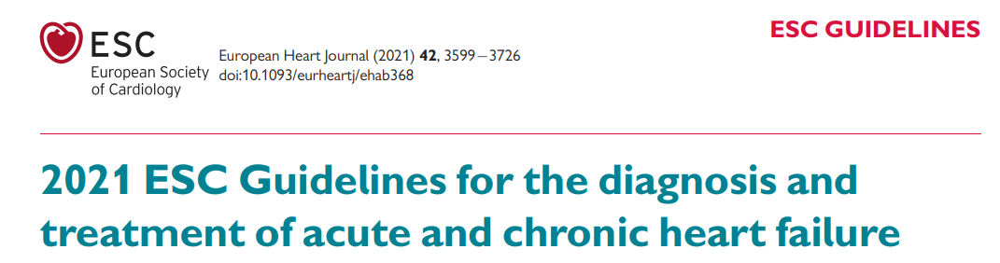 ESC
European Society
of Cardiology
European Heart Journal (2021) 42, 3599–3726
doi:10.1093/eurheartj/ehab368
ESC GUIDELINES
2021 ESC Guidelines for the diagnosis and
treatment of acute and chronic heart failure